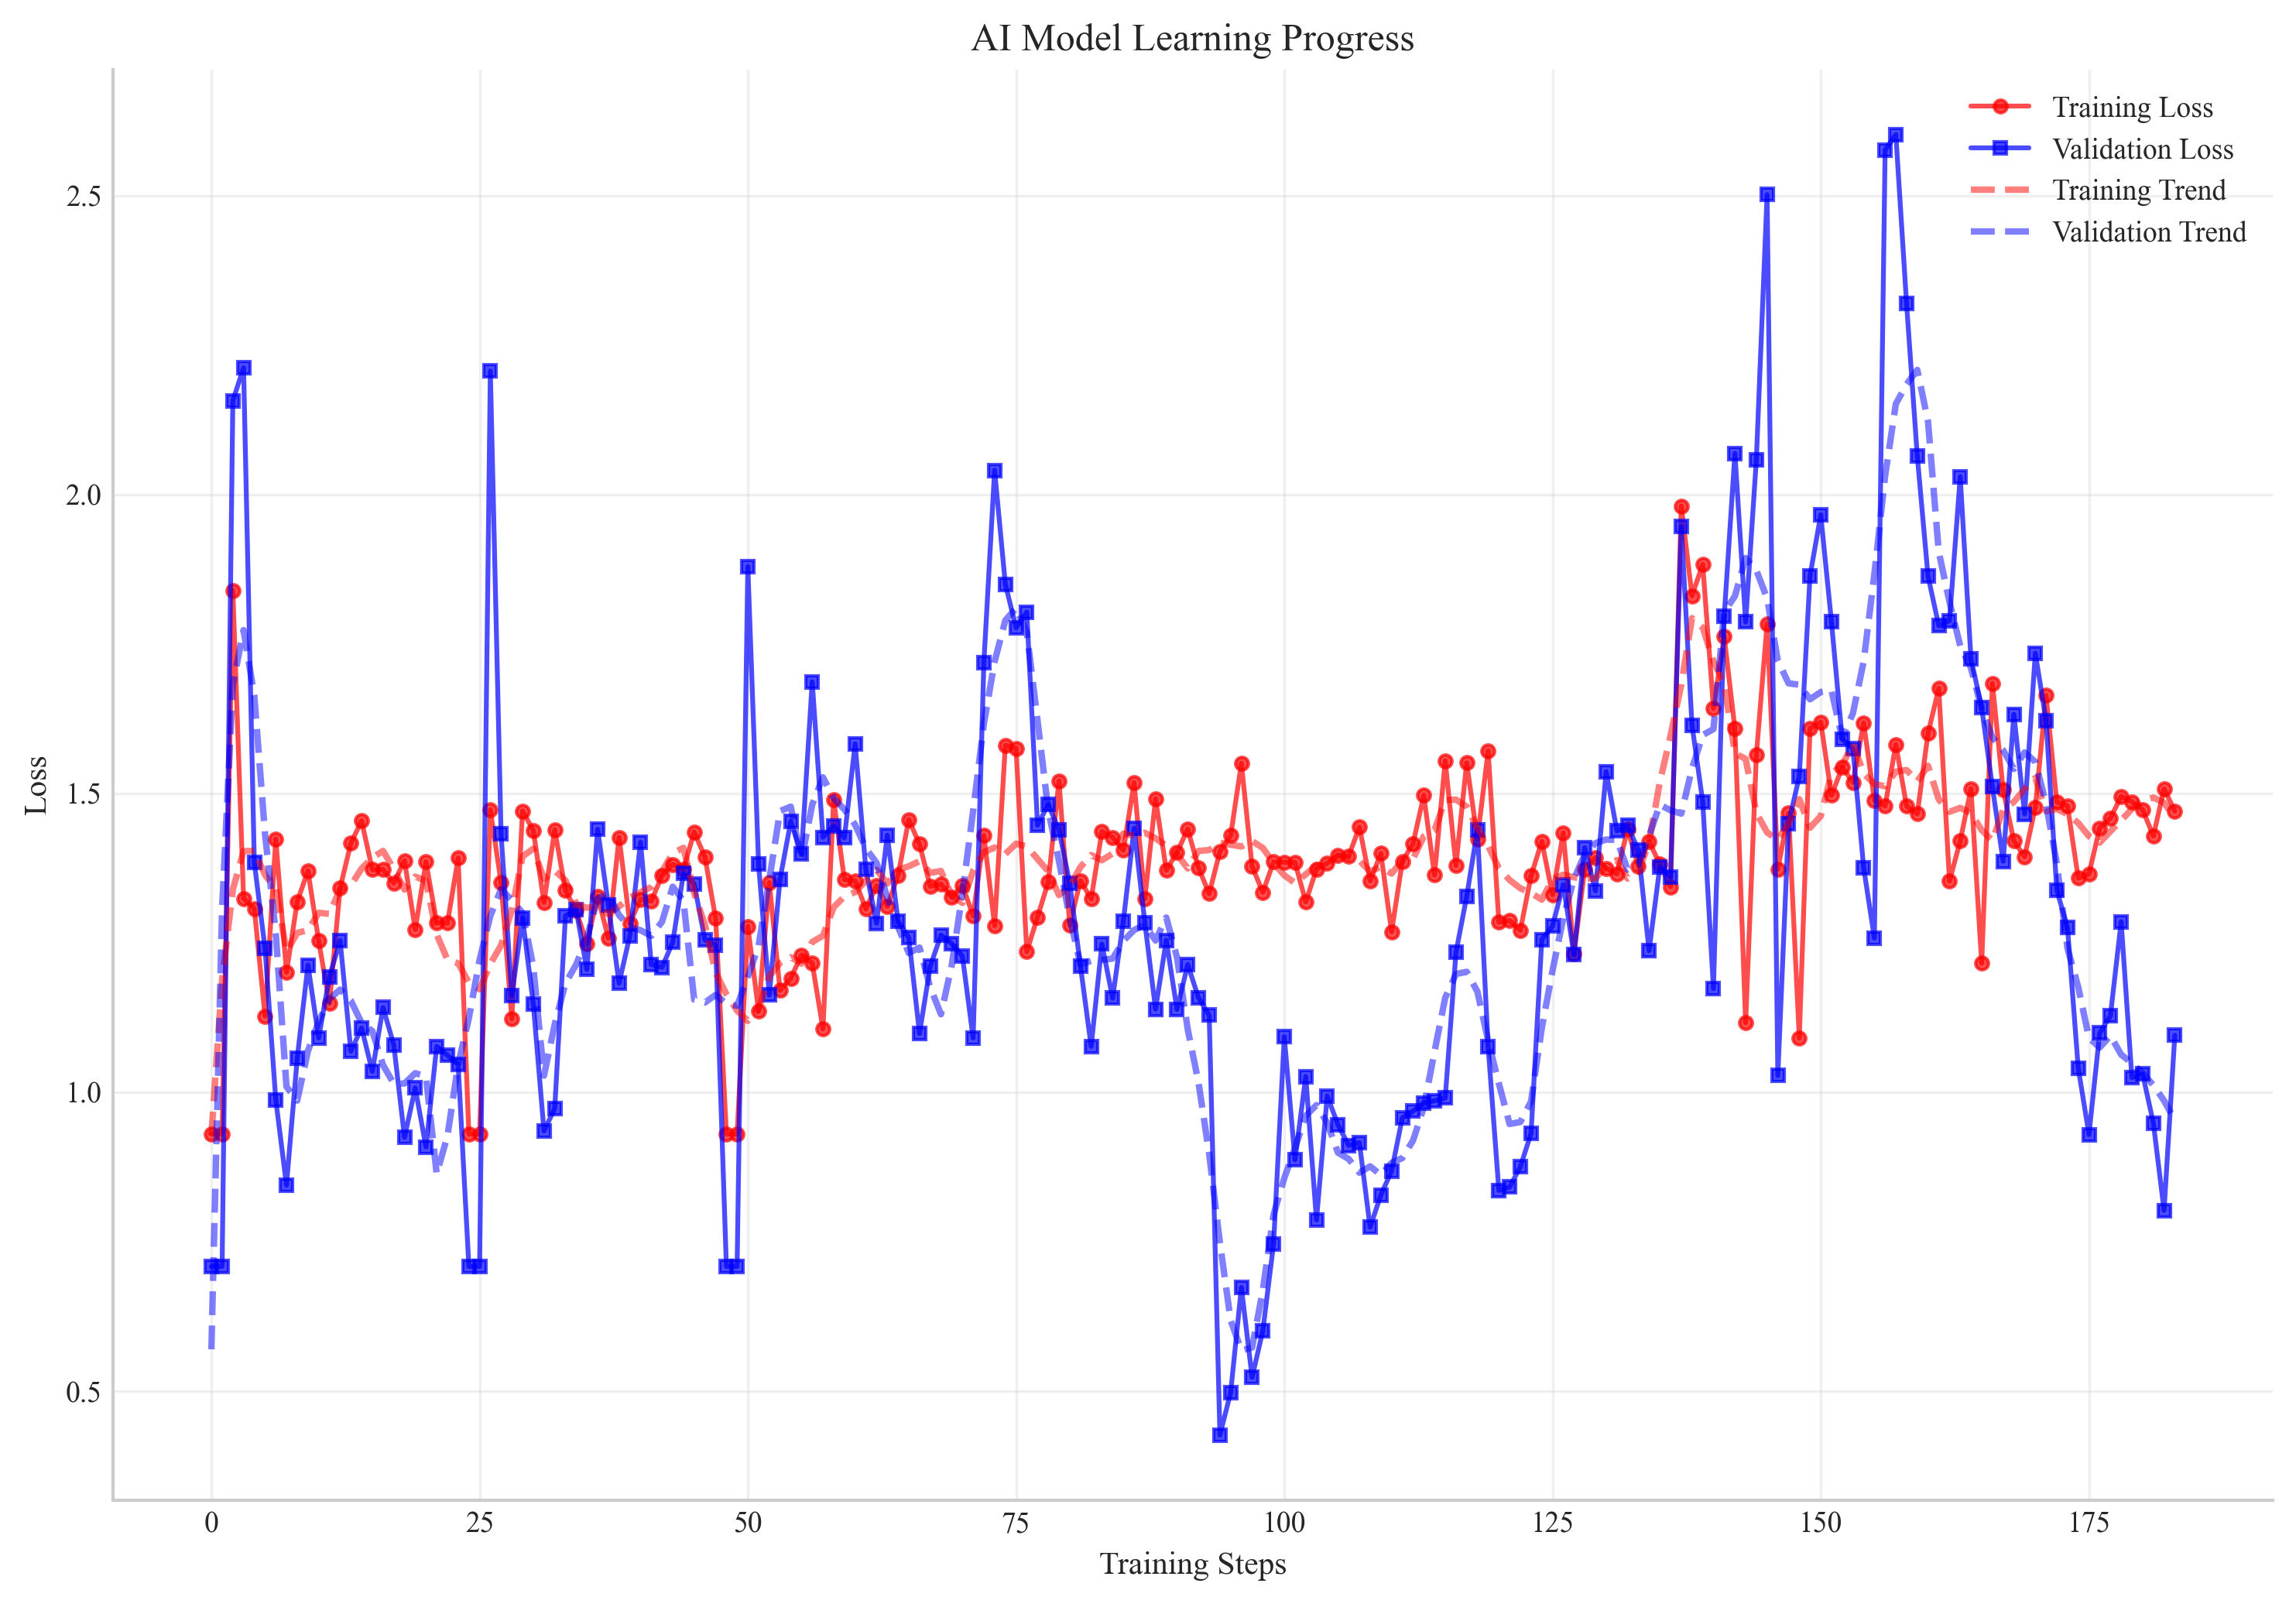 AI Model Learning Progress
Training Loss
Validation Loss
Training Trend
Validation Trend
2.5
2.0
1.5
1.0
0.5
Loss
0 25 50 75 100 125 150 175
Training Steps